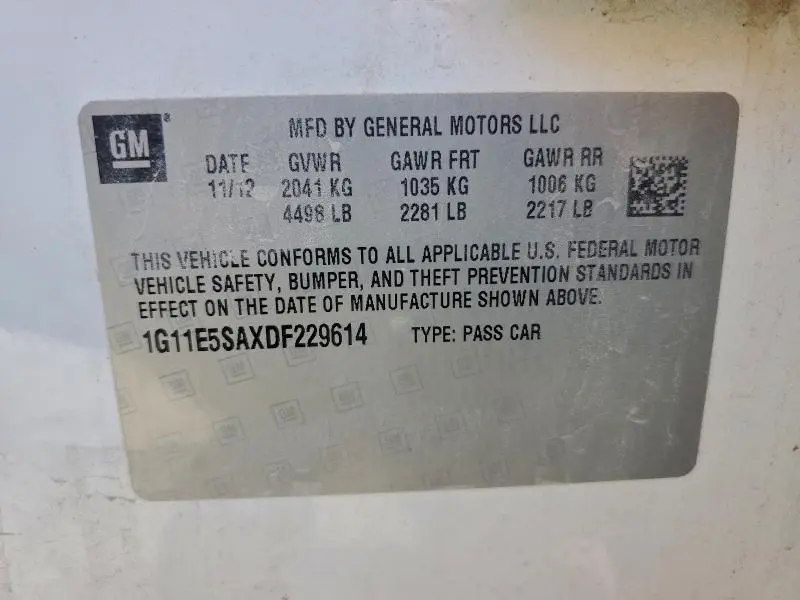 GM® MFD BY GENERAL MOTORS LLC
DATE GVWR GAWR FRT GAWR RR
11/12 2041 KG 1035 KG 1006 KG
4498 LB 2281 LB 2217 LB
THIS VEHICLE CONFORMS TO ALL APPLICABLE U.S. FEDERAL MOTOR
VEHICLE SAFETY, BUMPER, AND THEFT PREVENTION STANDARDS IN
EFFECT ON THE DATE OF MANUFACTURE SHOWN ABOVE.
1G11E5SAXDF229614 TYPE: PASS CAR